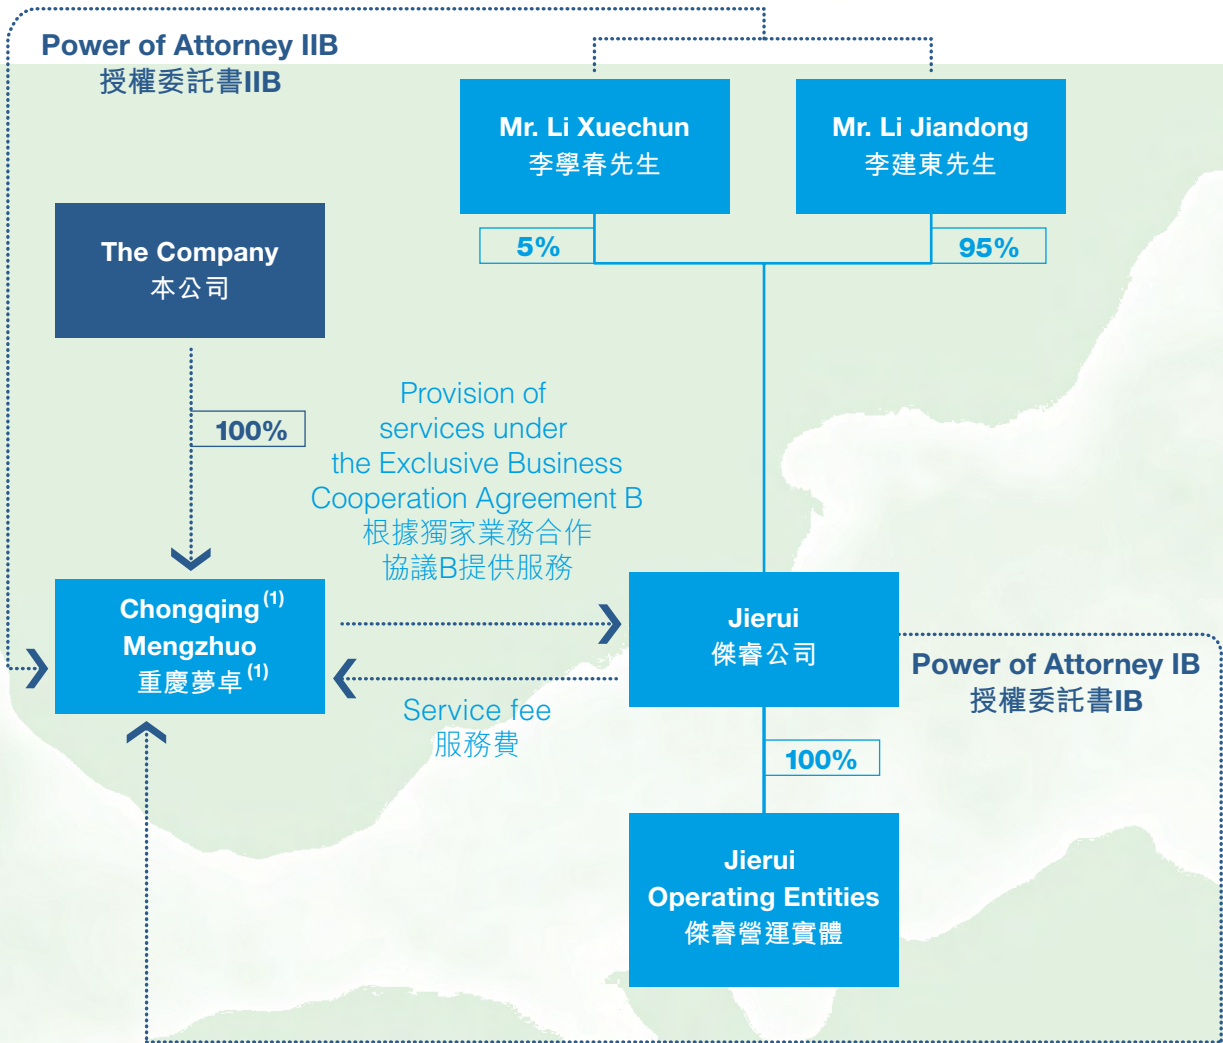 Power of Attorney IIB
授權委託書IIB
Mr. Li Xuechun
李學春先生
Mr. Li Jiandong
李建東先生
5%
95%
The Company
本公司
100%
Provision of
services under
the Exclusive Business
Cooperation Agreement B
根據獨家業務合作
協議B提供服務
Chongqing (1)
Mengzhuo
重慶夢卓 (1)
Jierui
傑睿公司
Service fee
服務費
Power of Attorney IB
授權委託書IB
100%
Jierui
Operating Entities
傑睿營運實體